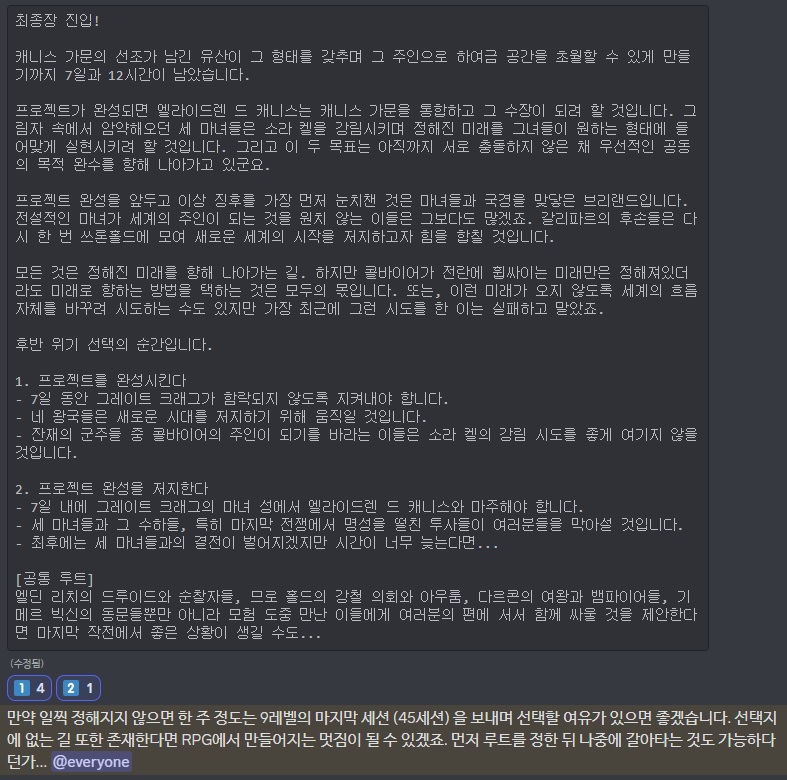 최종장 진입!
캐니스 가문의 선조가 남긴 유산이 그 형태를 갖추며 그 주인으로 하여금 공간을 초월할 수 있게 만들
기까지 7일과 12시간이 남았습니다.
프로젝트가 완성되면 엘라이드렌 드 캐니스는 캐니스 가문을 통합하고 그 수장이 되려 할 것입니다. 그
림자 속에서 암약해오던 세 마녀들은 소라 켈을 강림시키며 정해진 미래를 그녀들이 원하는 형태에 들
어맞게 실현시키려 할 것입니다. 그리고 이 두 목표는 아직까지 서로 충돌하지 않은 채 우선적인 공동
의 목적 완수를 향해 나아가고 있군요.
프로젝트 완성을 앞두고 이상 징후를 가장 먼저 눈치챈 것은 마녀들과 국경을 맞닿은 브리랜드입니다.
전설적인 마녀가 세계의 주인이 되는 것을 원치 않는 이들은 그보다도 많겠죠. 갈리파르의 후손들은 다
시 한 번 쓰론홀드에 모여 새로운 세계의 시작을 저지하고자 힘을 합칠 것입니다.
모든 것은 정해진 미래를 향해 나아가는 길. 하지만 콜바이어가 전란에 휩싸이는 미래만은 정해져있더
라도 미래로 향하는 방법을 택하는 것은 모두의 몫입니다. 또는, 이런 미래가 오지 않도록 세계의 흐름
자체를 바꾸려 시도하는 수도 있지만 가장 최근에 그런 시도를 한 이는 실패하고 말았죠.
후반 위기 선택의 순간입니다.
1. 프로젝트를 완성시킨다
- 7일 동안 그레이트 크래그가 함락되지 않도록 지켜내야 합니다.
- 네 왕국들은 새로운 시대를 저지하기 위해 움직일 것입니다.
- 잔재의 군주들 중 콜바이어의 주인이 되기를 바라는 이들은 소라 켈의 강림 시도를 좋게 여기지 않을
것입니다.
2. 프로젝트 완성을 저지한다
- 7일 내에 그레이트 크래그의 마녀 성에서 엘라이드렌 드 캐니스와 마주해야 합니다.
- 세 마녀들과 그 수하들, 특히 마지막 전쟁에서 명성을 떨친 투사들이 여러분들을 막아설 것입니다.
- 최후에는 세 마녀들과의 결전이 벌어지겠지만 시간이 너무 늦는다면...
[공통 루트]
엘딘 리치의 드루이드와 순찰자들, 므로 홀드의 강철 의회와 아우룸, 다르콘의 여왕과 뱀파이어들, 기
메르 빅신의 동문들뿐만 아니라 모험 도중 만난 이들에게 여러분의 편에 서서 함께 싸울 것을 제안한다
면 마지막 작전에서 좋은 상황이 생길 수도...
(수정됨)
1 4 2 1
만약 일찍 정해지지 않으면 한 주 정도는 9레벨의 마지막 세션 (45세션) 을 보내며 선택할 여유가 있으면 좋겠습니다. 선택지
에 없는 길 또한 존재한다면 RPG에서 만들어지는 멋짐이 될 수 있겠죠. 먼저 루트를 정한 뒤 나중에 갈아타는 것도 가능하다
던가... @everyone